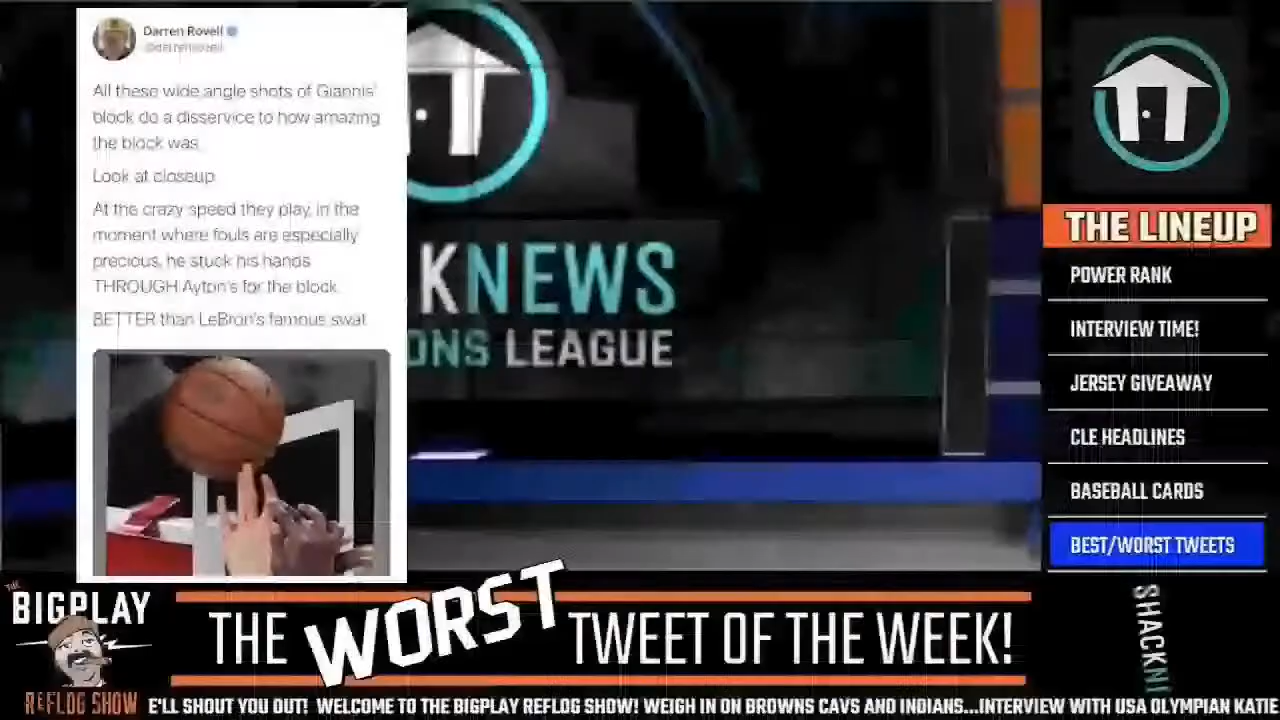 Darren Rovell
@darrenrovell
All these wide angle shots of Giannis'
block do a disservice to how amazing
the block was.
Look at closeup.
At the crazy speed they play, in the
moment where fouls are especially
precious, he stuck his hands
THROUGH Ayton's for the block.
BETTER than LeBron's famous swat.
KNEWS
ONS LEAGUE
THE LINEUP
POWER RANK
INTERVIEW TIME!
JERSEY GIVEAWAY
CLE HEADLINES
BASEBALL CARDS
BEST/WORST TWEETS
SHACKNI
THE
BIGPLAY
REFLOG SHOW
THE WORST TWEET OF THE WEEK!
E'LL SHOUT YOU OUT! WELCOME TO THE BIGPLAY REFLOG SHOW! WEIGH IN ON BROWNS CAVS AND INDIANS...INTERVIEW WITH USA OLYMPIAN KATIE